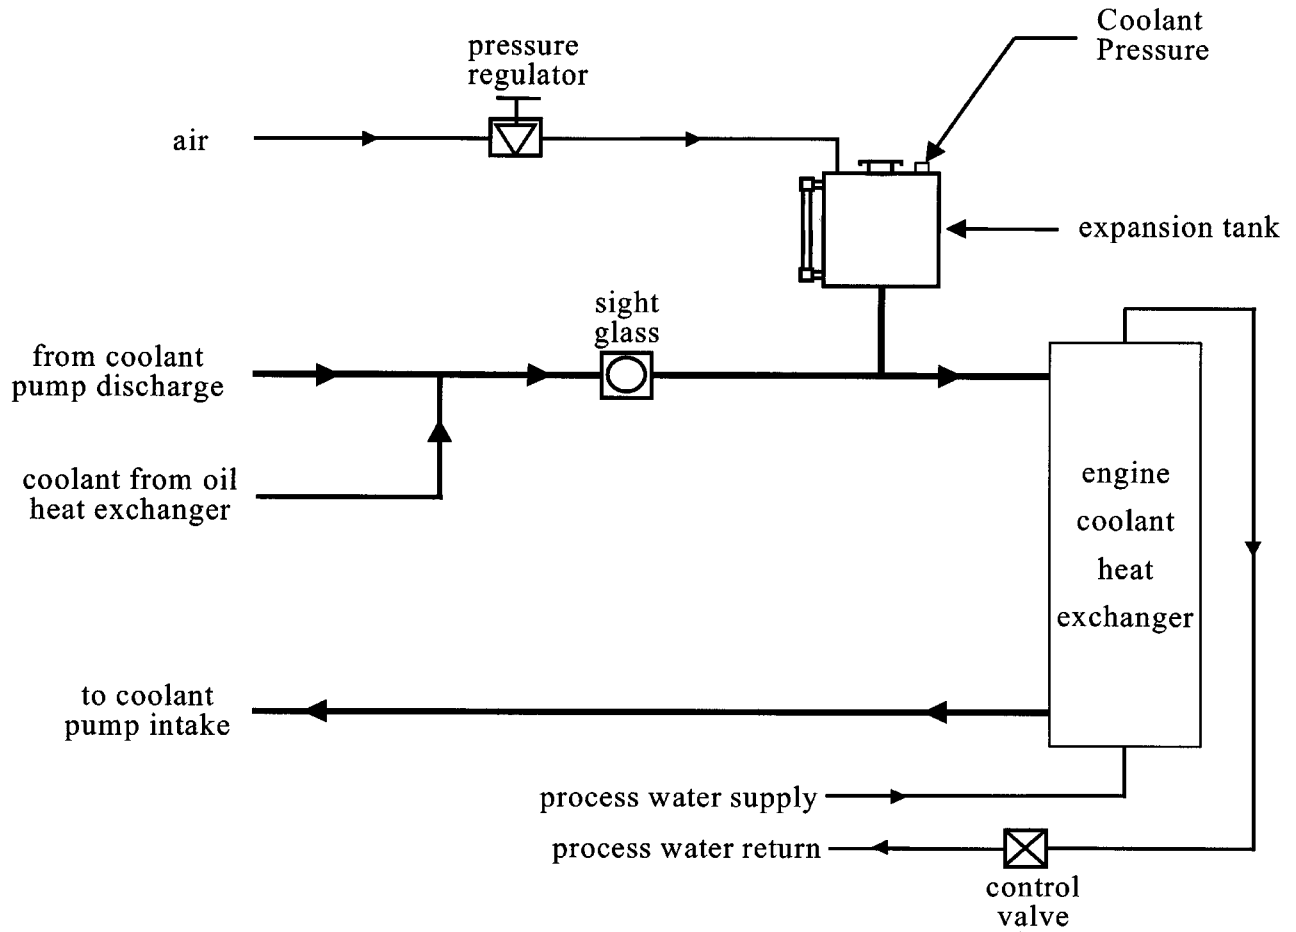 Coolant
Pressure
pressure
regulator
air
expansion tank
sight
glass
from coolant
pump discharge
coolant from oil
heat exchanger
engine
coolant
heat
exchanger
to coolant
pump intake
process water supply
process water return
control
valve